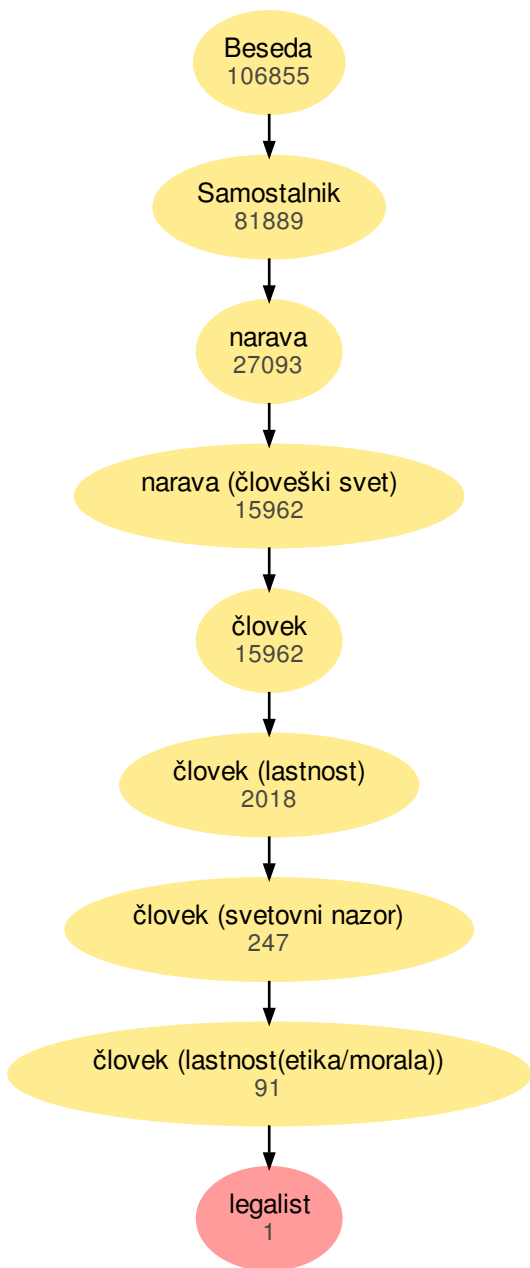 Beseda
106855
Samostalnik
81889
narava
27093
narava (človeški svet)
15962
človek
15962
človek (lastnost)
2018
človek (svetovni nazor)
247
človek (lastnost(etika/morala))
91
legalist
1